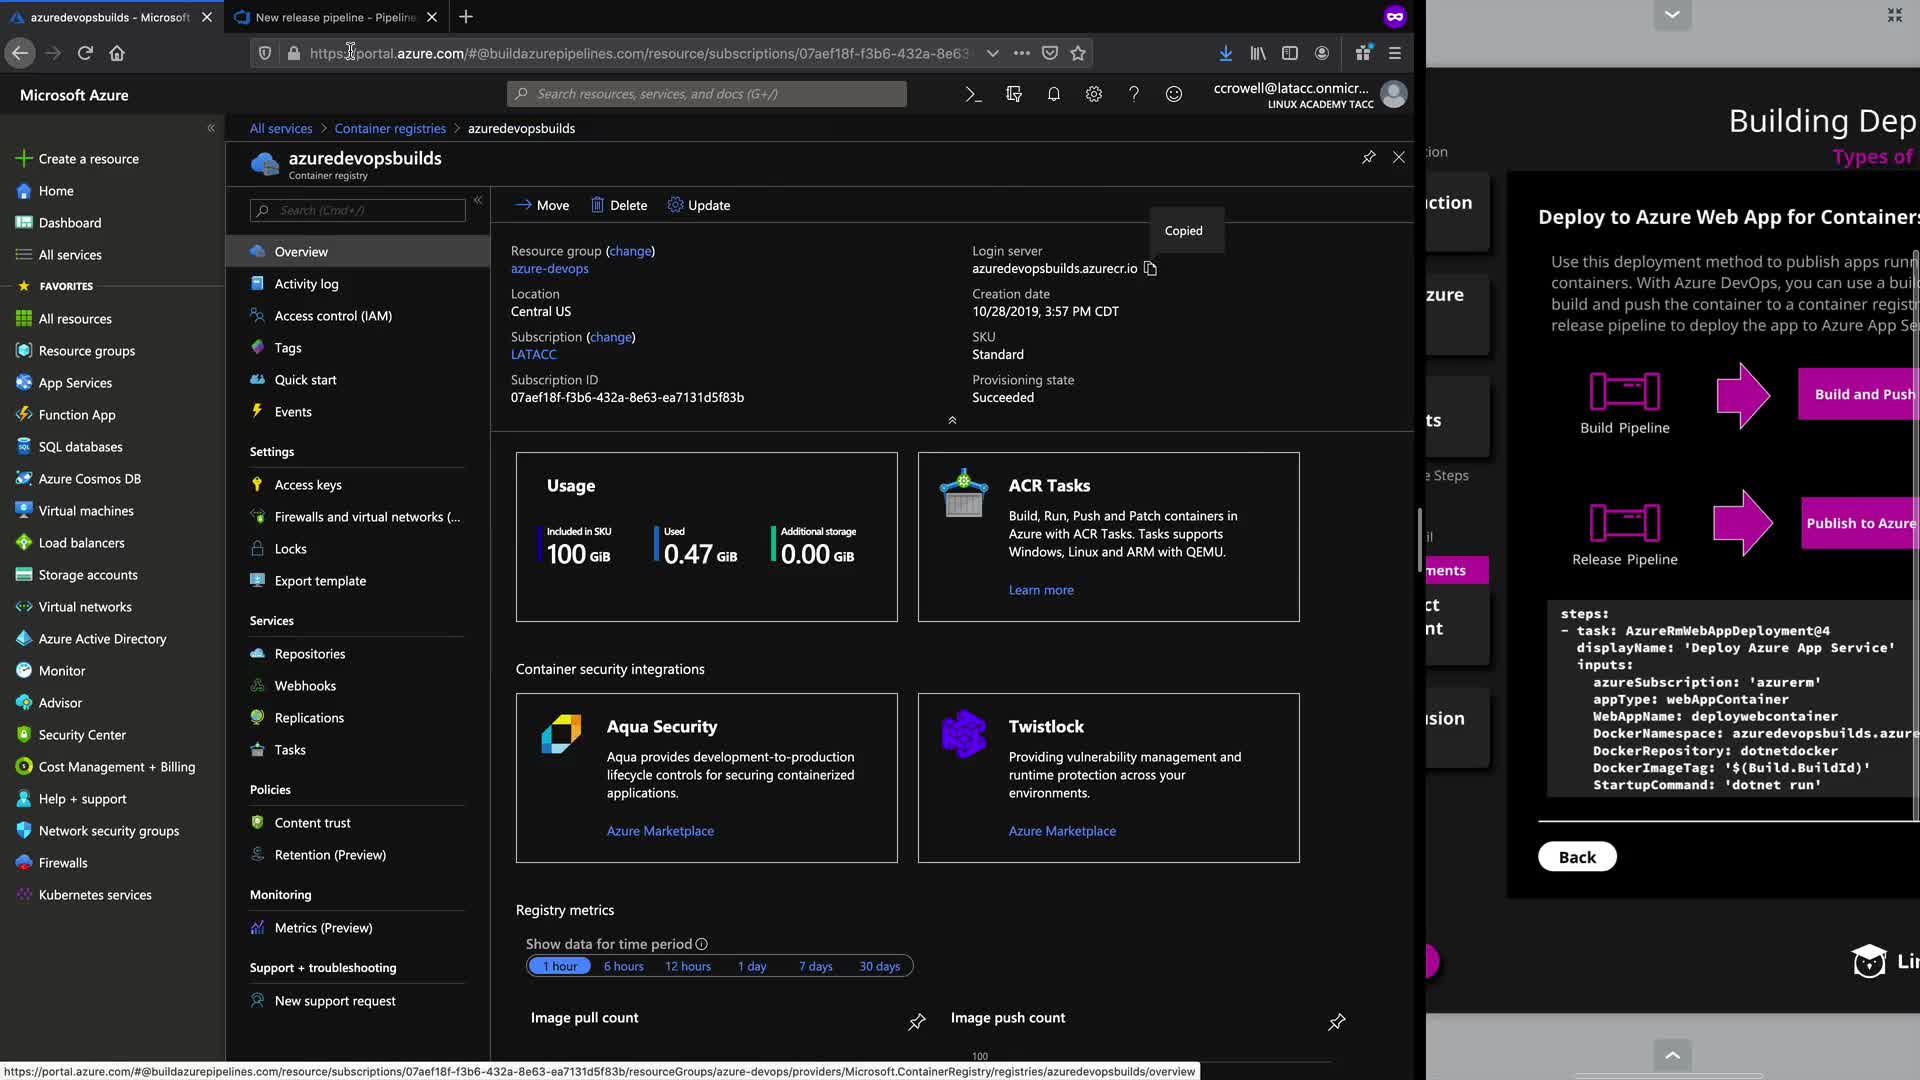 azuredevopsbuilds - Microsoft
New release pipeline - Pipeline
https://portal.azure.com/#@buildazurepipelines.com/resource/subscriptions/07aef18f-f3b6-432a-8e63
Microsoft Azure
Search resources, services, and docs (G+/)
ccrowell@latacc.onmicr...
LINUX ACADEMY TACC
Create a resource
Home
Dashboard
All services
FAVORITES
All resources
Resource groups
App Services
Function App
SQL databases
Azure Cosmos DB
Virtual machines
Load balancers
Storage accounts
Virtual networks
Azure Active Directory
Monitor
Advisor
Security Center
Cost Management + Billing
Help + support
Network security groups
Firewalls
Kubernetes services
All services > Container registries > azuredevopsbuilds
azuredevopsbuilds
Container registry
Search (Cmd+/)
Overview
Activity log
Access control (IAM)
Tags
Quick start
Events
Settings
Access keys
Firewalls and virtual networks (...
Locks
Export template
Services
Repositories
Webhooks
Replications
Tasks
Policies
Content trust
Retention (Preview)
Monitoring
Metrics (Preview)
Support + troubleshooting
New support request
Move
Delete
Update
Copied
Resource group (change)
azure-devops
Location
Central US
Subscription (change)
LATACC
Subscription ID
07aef18f-f3b6-432a-8e63-ea7131d5f83b
Login server
azuredevopsbuilds.azurecr.io
Creation date
10/28/2019, 3:57 PM CDT
SKU
Standard
Provisioning state
Succeeded
Usage
Included in SKU
100 GiB
Used
0.47 GiB
Additional storage
0.00 GiB
ACR Tasks
Build, Run, Push and Patch containers in
Azure with ACR Tasks. Tasks supports
Windows, Linux and ARM with QEMU.
Learn more
Container security integrations
Aqua Security
Aqua provides development-to-production
lifecycle controls for securing containerized
applications.
Azure Marketplace
Twistlock
Providing vulnerability management and
runtime protection across your
environments.
Azure Marketplace
Registry metrics
Show data for time period
1 hour
6 hours
12 hours
1 day
7 days
30 days
Image pull count
Image push count
100
https://portal.azure.com/#@buildazurepipelines.com/resource/subscriptions/07aef18f-f3b6-432a-8e63-ea7131d5f83b/resourceGroups/azure-devops/providers/Microsoft.ContainerRegistry/registries/azuredevopsbuilds/overview
Building Dep
Types of
tion
uction
zure
ts
e Steps
il
ments
ct
nt
usion
Deploy to Azure Web App for Containers
Use this deployment method to publish apps runn
containers. With Azure DevOps, you can use a buil
build and push the container to a container regist
release pipeline to deploy the app to Azure App Se
Build Pipeline
Build and Push
Release Pipeline
Publish to Azure
steps:
- task: AzureRmWebAppDeployment@4
displayName: 'Deploy Azure App Service'
inputs:
azureSubscription: 'azurerm'
appType: webAppContainer
WebAppName: deploywebcontainer
DockerNamespace: azuredevopsbuilds.azure
DockerRepository: dotnetdocker
DockerImageTag: '$(Build.BuildId)'
StartupCommand: 'dotnet run'
Back
Li